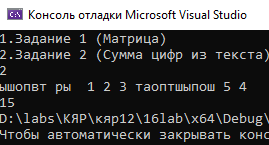 Консоль отладки Microsoft Visual Studio
1.Задание 1 (Матрица)
2.Задание 2 (Сумма цифр из текста)
2
ышопвт ры  1 2 3 таоптшыпош 5 4
15
D:\labs\КЯР\кяр12\16lab\x64\Debug\
Чтобы автоматически закрывать конс